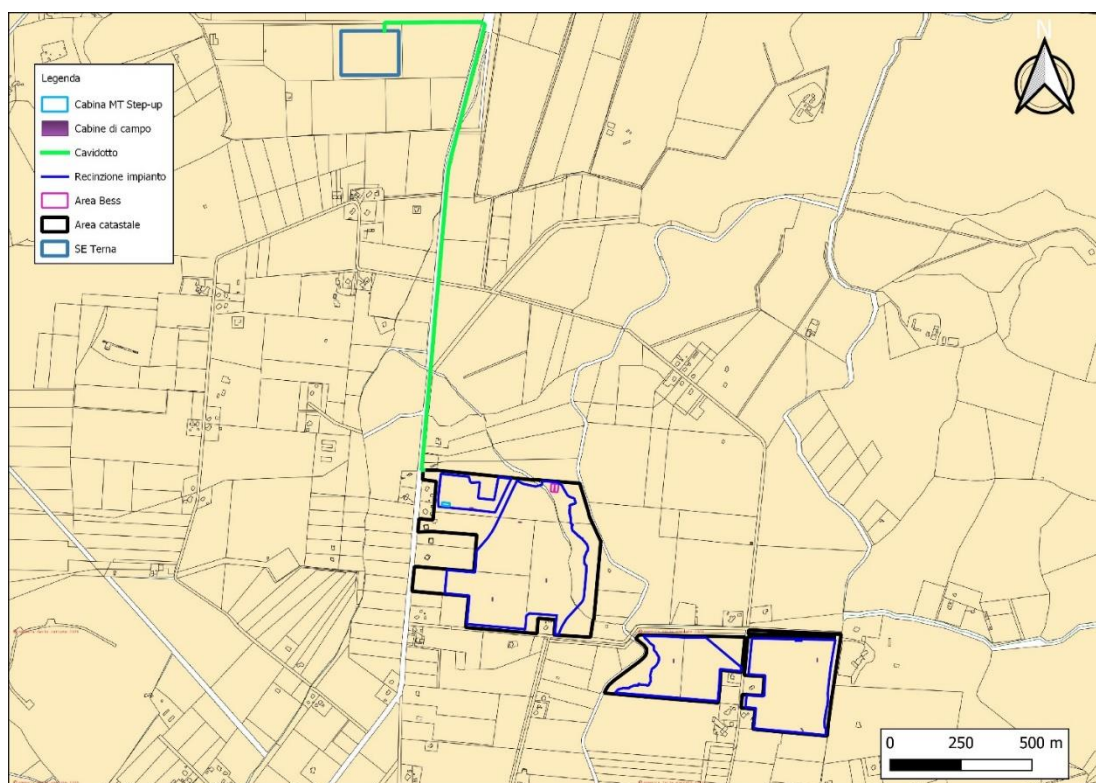 N
Legenda
Cabina MT Step-up
Cabine di campo
Cavidotto
Recinzione impianto
Area Bess
Area catastale
SE Terna
0 250 500 m